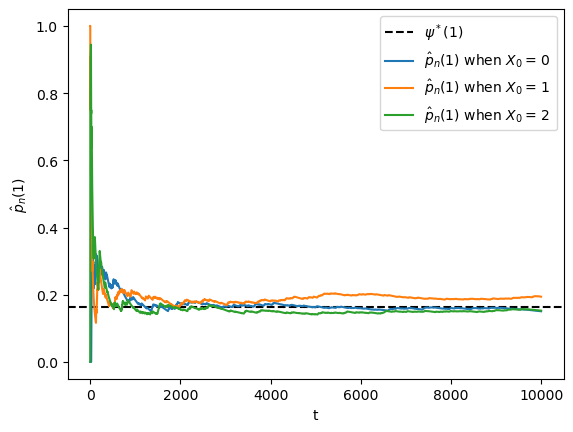 ψ*(1)
p̂ₙ(1) when X₀ = 0
p̂ₙ(1) when X₀ = 1
p̂ₙ(1) when X₀ = 2
1.0
0.8
0.6
0.4
0.2
0.0
p̂ₙ(1)
0 2000 4000 6000 8000 10000
t